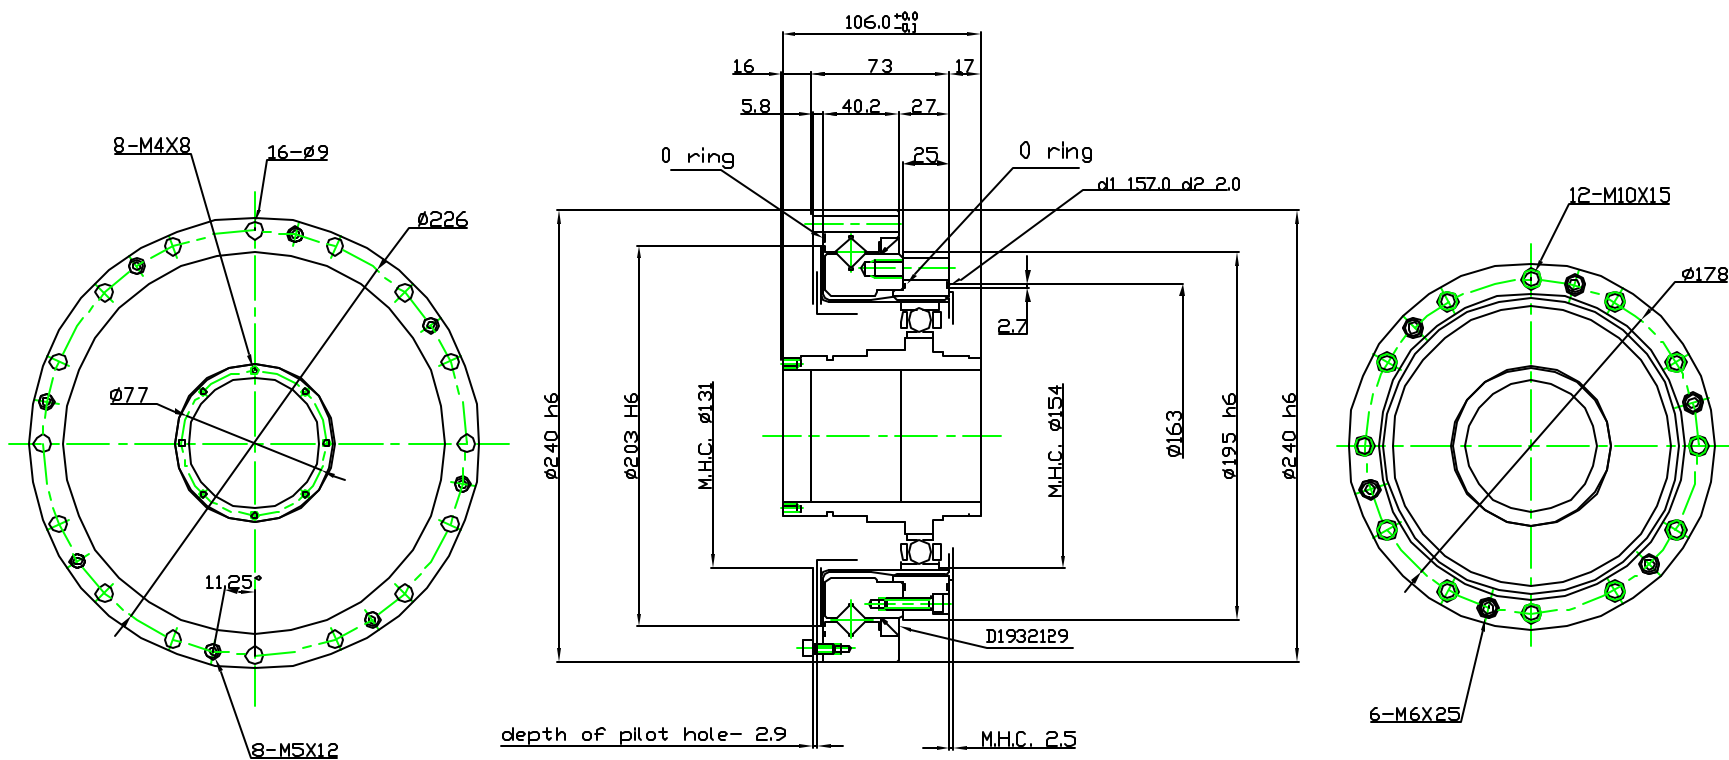 106.0 +0.0 -0.1
16 73 17
5.8 40.2 27
8-M4X8
16-ø9
O ring
25
O ring
d1 157.0 d2 2.0
12-M10X15
Ø226
Ø178
2.7
Ø77
Ø240 h6
Ø203 H6
M.H.C. Ø131
M.H.C. Ø154
Ø163
Ø195 h6
Ø240 h6
11.25°
D1932129
6-M6X25
depth of pilot hole- 2.9
M.H.C. 2.5
8-M5X12